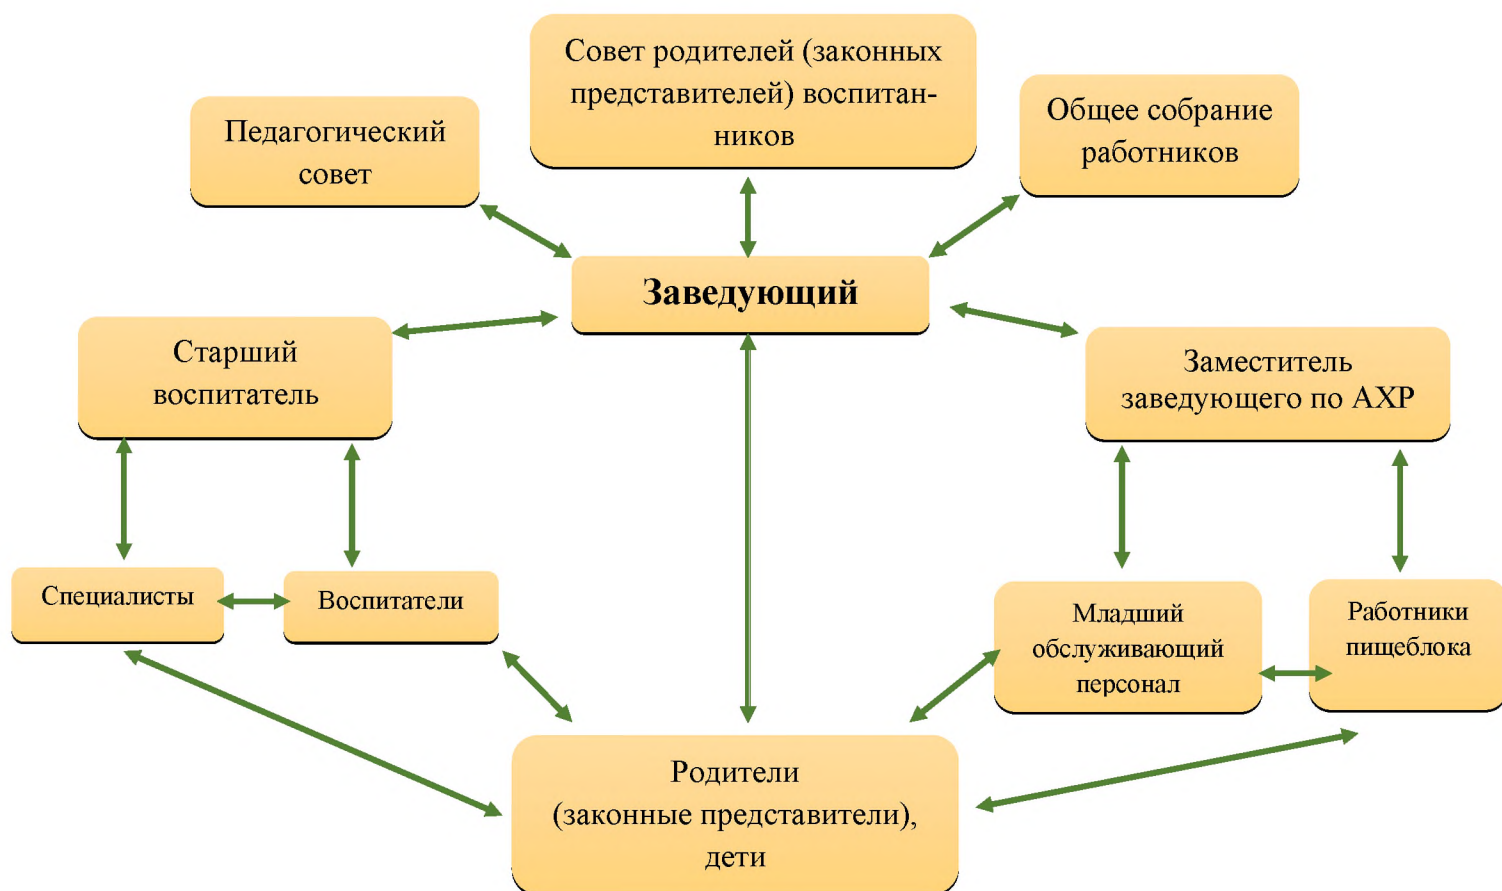 Совет родителей (законных
представителей) воспитан-
ников
Педагогический
совет
Общее собрание
работников
Заведующий
Старший
воспитатель
Заместитель
заведующего по АХР
Специалисты
Воспитатели
Младший
обслуживающий
персонал
Работники
пищеблока
Родители
(законные представители),
дети